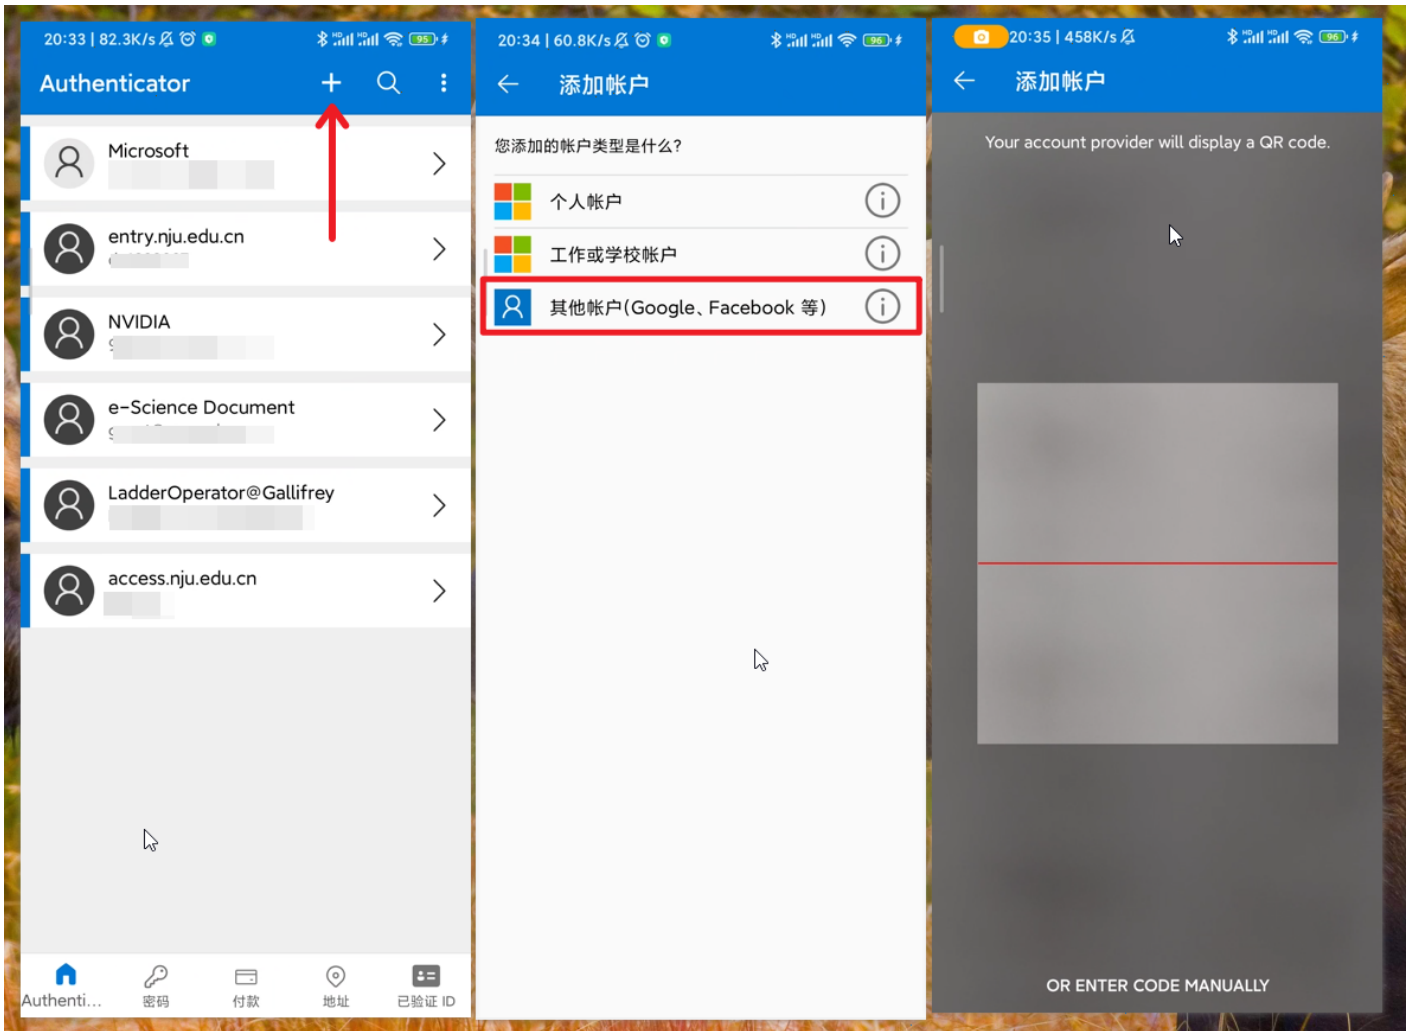 20:33 | 82.3K/s
95
Authenticator
Microsoft
entry.nju.edu.cn
NVIDIA
e-Science Document
LadderOperator@Gallifrey
access.nju.edu.cn
Authenti...
密码
付款
地址
已验证 ID
20:34 | 60.8K/s
96
添加帐户
您添加的帐户类型是什么?
个人帐户
工作或学校帐户
其他帐户(Google、Facebook 等)
20:35 | 458K/s
96
添加帐户
Your account provider will display a QR code.
OR ENTER CODE MANUALLY